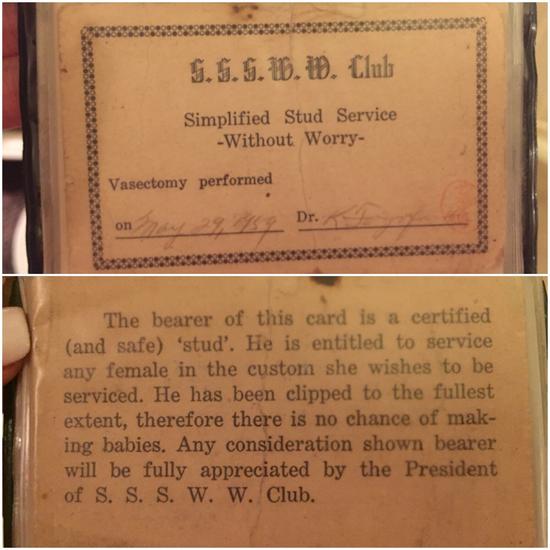 S. S. S. W. W. Club
Simplified Stud Service
-Without Worry-
Vasectomy performed
on May 29, 1959 Dr. K.
The bearer of this card is a certified
(and safe) 'stud'. He is entitled to service
any female in the custom she wishes to be
serviced. He has been clipped to the fullest
extent, therefore there is no chance of mak-
ing babies. Any consideration shown bearer
will be fully appreciated by the President
of S. S. S. W. W. Club.